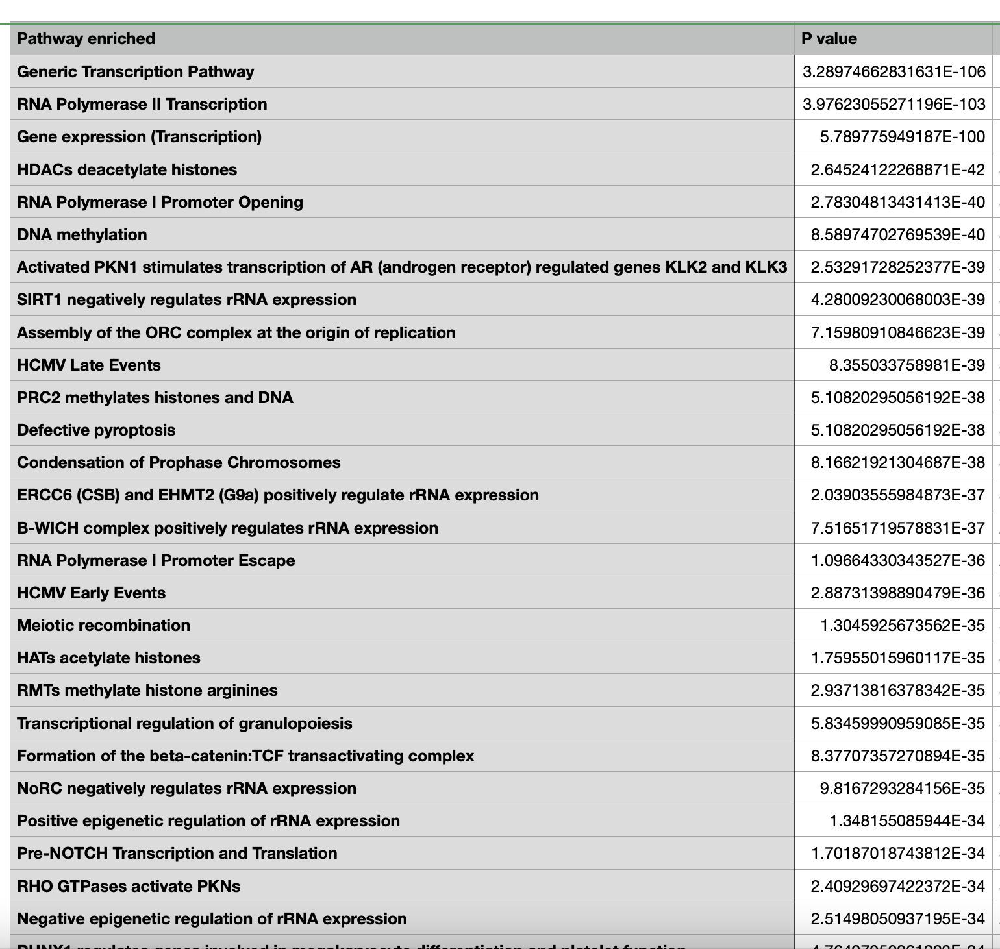 Pathway enriched P value
Generic Transcription Pathway 3.28974662831631E-106
RNA Polymerase II Transcription 3.97623055271196E-103
Gene expression (Transcription) 5.789775949187E-100
HDACs deacetylate histones 2.64524122268871E-42
RNA Polymerase I Promoter Opening 2.78304813431413E-40
DNA methylation 8.58974702769539E-40
Activated PKN1 stimulates transcription of AR (androgen receptor) regulated genes KLK2 and KLK3 2.53291728252377E-39
SIRT1 negatively regulates rRNA expression 4.28009230068003E-39
Assembly of the ORC complex at the origin of replication 7.15980910846623E-39
HCMV Late Events 8.355033758981E-39
PRC2 methylates histones and DNA 5.10820295056192E-38
Defective pyroptosis 5.10820295056192E-38
Condensation of Prophase Chromosomes 8.16621921304687E-38
ERCC6 (CSB) and EHMT2 (G9a) positively regulate rRNA expression 2.03903555984873E-37
B-WICH complex positively regulates rRNA expression 7.51651719578831E-37
RNA Polymerase I Promoter Escape 1.09664330343527E-36
HCMV Early Events 2.88731398890479E-36
Meiotic recombination 1.3045925673562E-35
HATs acetylate histones 1.75955015960117E-35
RMTs methylate histone arginines 2.93713816378342E-35
Transcriptional regulation of granulopoiesis 5.83459990959085E-35
Formation of the beta-catenin:TCF transactivating complex 8.37707357270894E-35
NoRC negatively regulates rRNA expression 9.8167293284156E-35
Positive epigenetic regulation of rRNA expression 1.348155085944E-34
Pre-NOTCH Transcription and Translation 1.70187018743812E-34
RHO GTPases activate PKNs 2.40929697422372E-34
Negative epigenetic regulation of rRNA expression 2.51498050937195E-34
RUNX1 regulates genes involved in megakaryocyte differentiation and platelet function